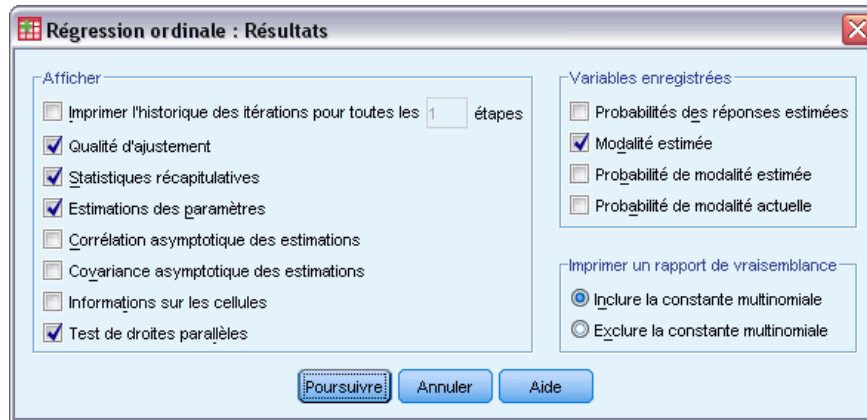 Régression ordinale : Résultats
Afficher
Imprimer l'historique des itérations pour toutes les 1 étapes
Qualité d'ajustement
Statistiques récapitulatives
Estimations des paramètres
Corrélation asymptotique des estimations
Covariance asymptotique des estimations
Informations sur les cellules
Test de droites parallèles
Variables enregistrées
Probabilités des réponses estimées
Modalité estimée
Probabilité de modalité estimée
Probabilité de modalité actuelle
Imprimer un rapport de vraisemblance
Inclure la constante multinomiale
Exclure la constante multinomiale
Poursuivre Annuler Aide